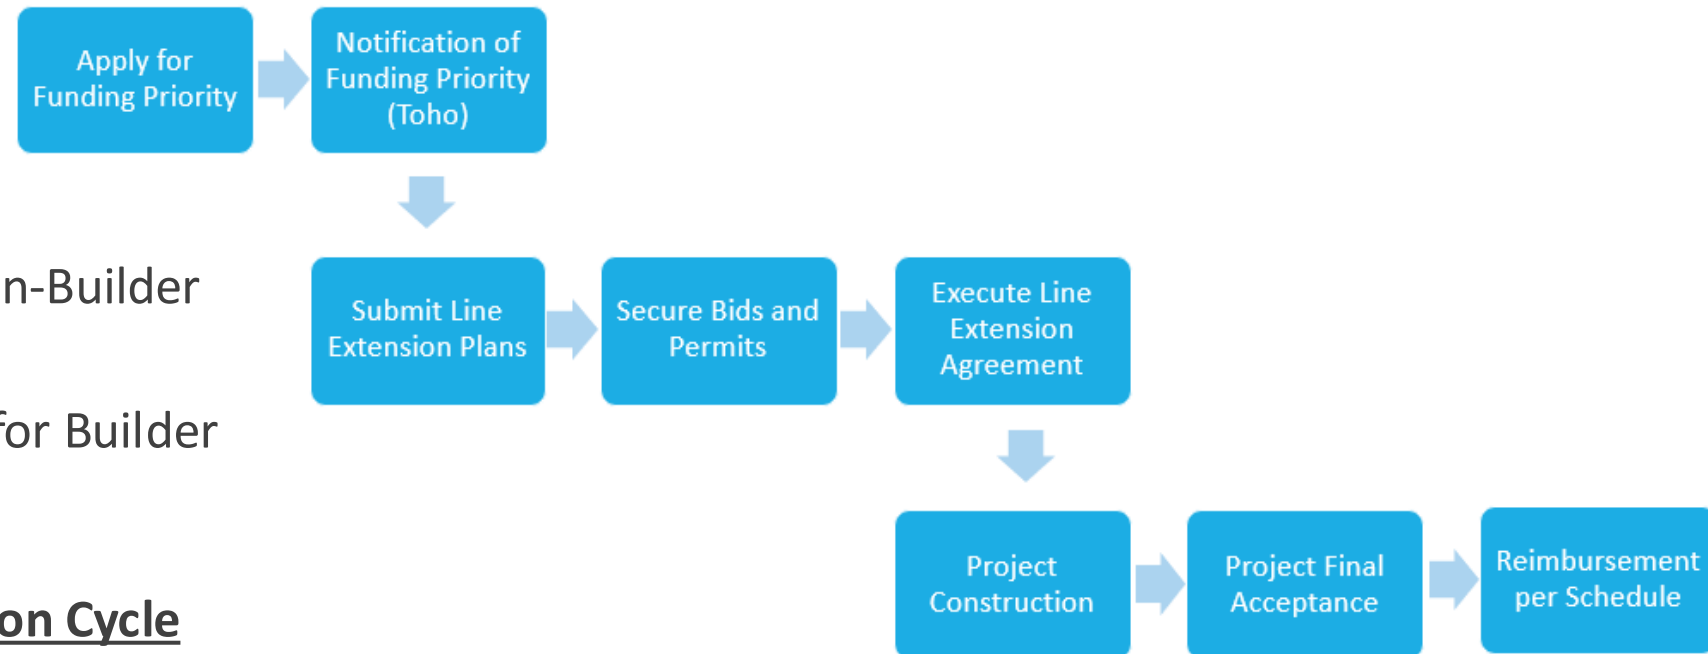 Apply for
Funding Priority
Notification of
Funding Priority
(Toho)
n-Builder
for Builder
on Cycle
Submit Line
Extension Plans
Secure Bids and
Permits
Execute Line
Extension
Agreement
Project
Construction
Project Final
Acceptance
Reimbursement
per Schedule